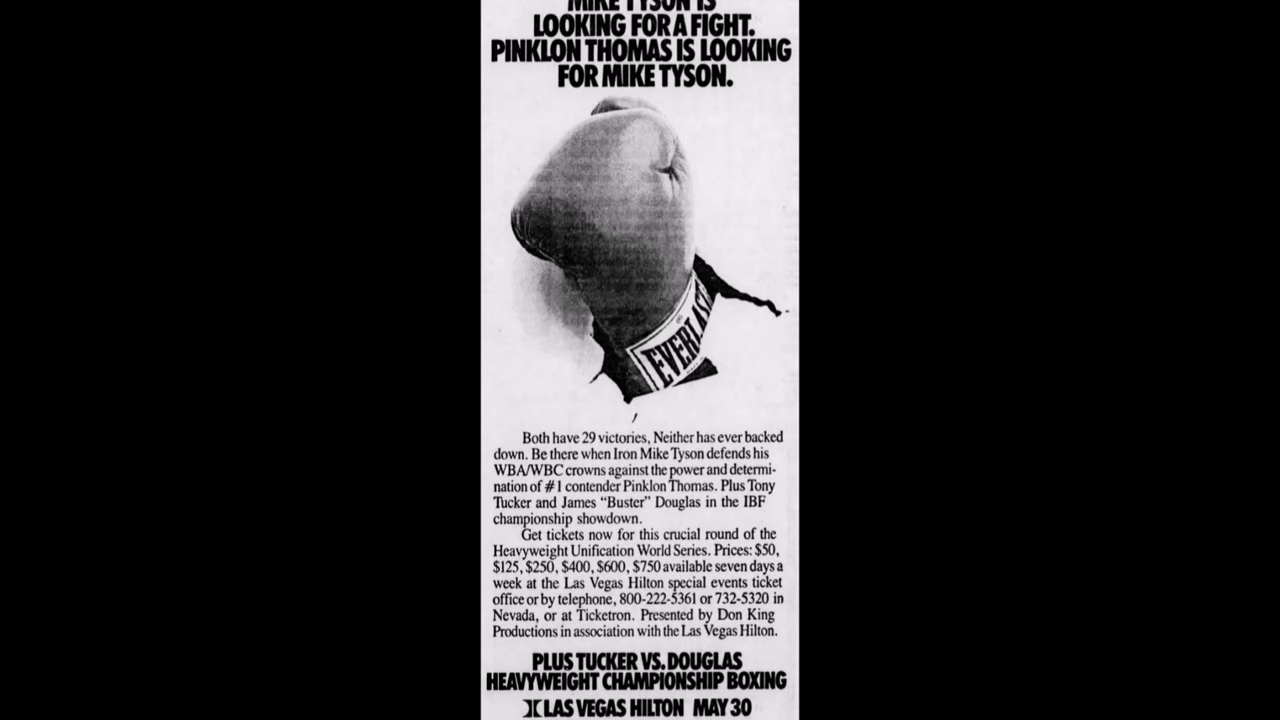 MIKE TYSON IS
LOOKING FOR A FIGHT.
PINKLON THOMAS IS LOOKING
FOR MIKE TYSON.
EVERLAST
Both have 29 victories, Neither has ever backed
down. Be there when Iron Mike Tyson defends his
WBA/WBC crowns against the power and determi-
nation of #1 contender Pinklon Thomas. Plus Tony
Tucker and James “Buster” Douglas in the IBF
championship showdown.
Get tickets now for this crucial round of the
Heavyweight Unification World Series. Prices: $50,
$125, $250, $400, $600, $750 available seven days a
week at the Las Vegas Hilton special events ticket
office or by telephone, 800-222-5361 or 732-5320 in
Nevada, or at Ticketron. Presented by Don King
Productions in association with the Las Vegas Hilton.
PLUS TUCKER VS. DOUGLAS
HEAVYWEIGHT CHAMPIONSHIP BOXING
LAS VEGAS HILTON MAY 30